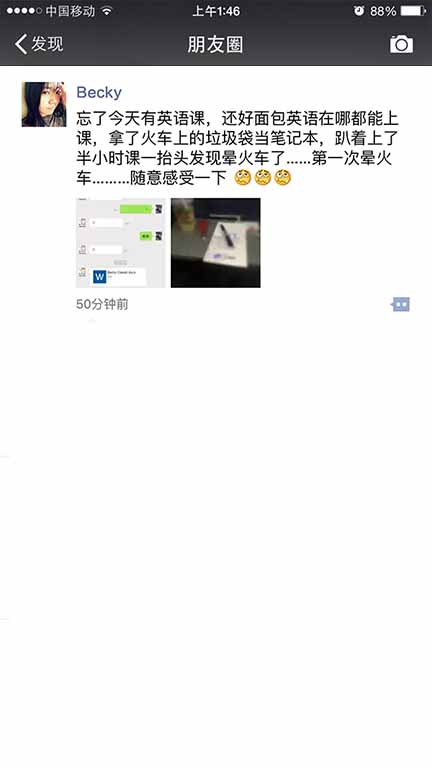 中国移动 上午1:46 88%
发现 朋友圈
Becky
忘了今天有英语课，还好面包英语在哪都能上
课，拿了火车上的垃圾袋当笔记本，趴着上了
半小时课一抬头发现晕火车了……第一次晕火
车………随意感受一下
W
50分钟前